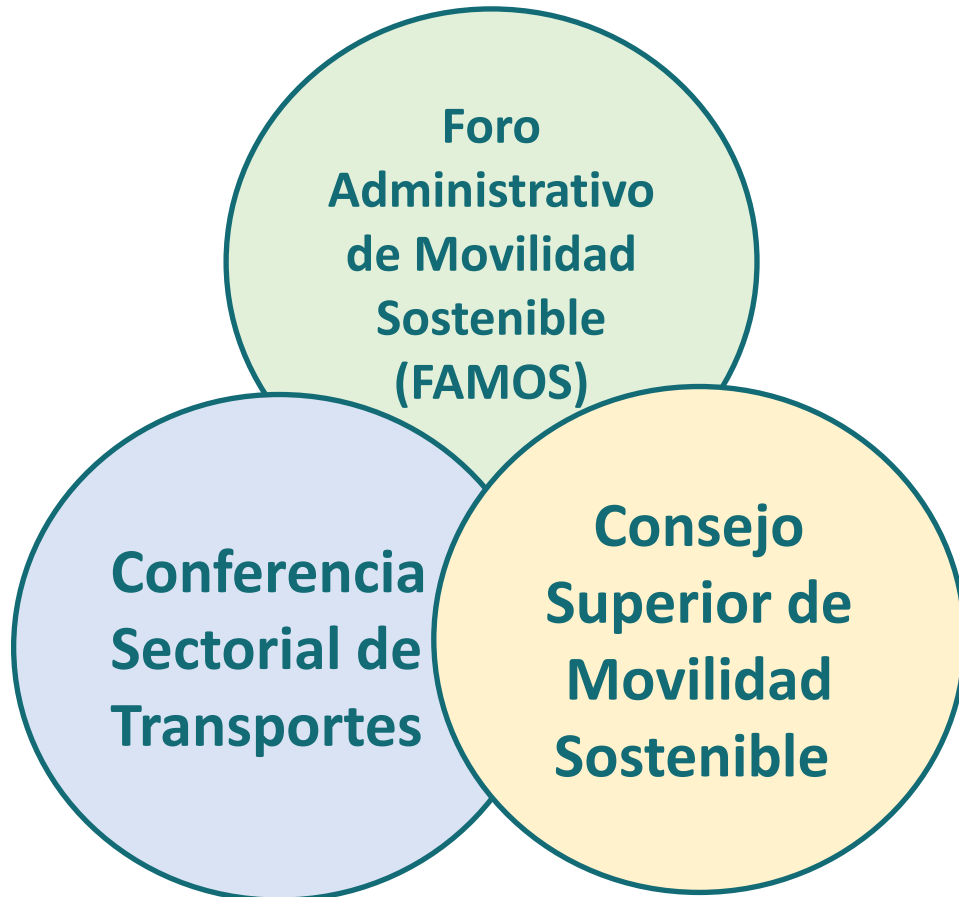 Foro
Administrativo
de Movilidad
Sostenible
(FAMOS)
Conferencia
Sectorial de
Transportes
Consejo
Superior de
Movilidad
Sostenible